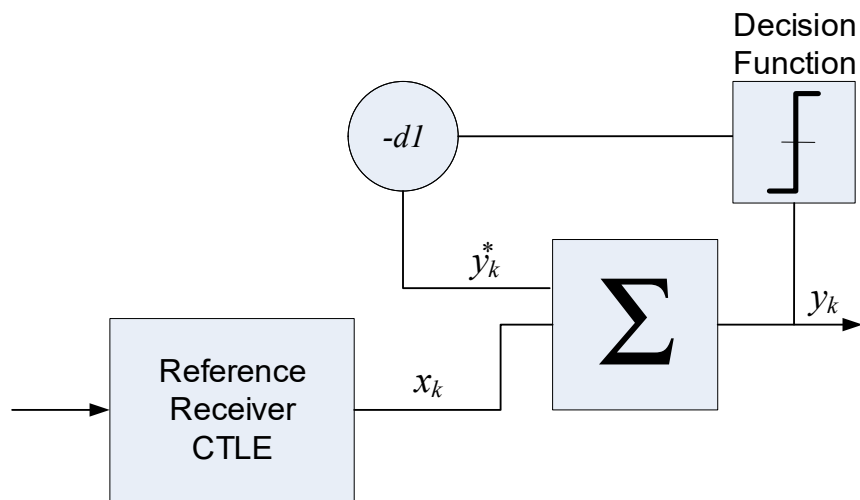 Decision
Function
-d1
y*k
Σ
yk
xk
Reference
Receiver
CTLE